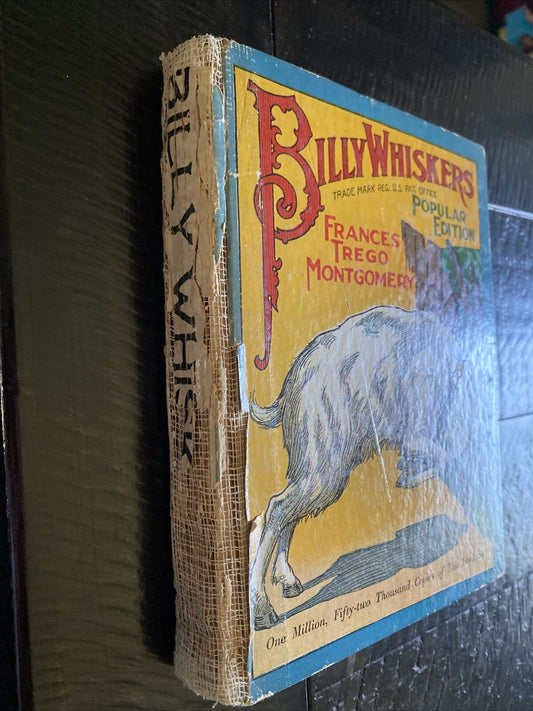 BILLY WHISK
BILLY WHISKERS
TRADE MARK REG. U.S. PAT. OFFICE
POPULAR
EDITION
FRANCES
TREGO
MONTGOMERY
One Million, Fifty-two Thousand Copies of